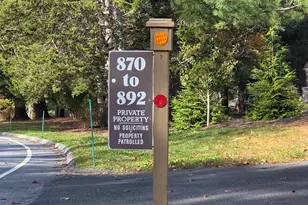 870
to
892
PRIVATE
PROPERTY
NO SOLICITING
PROPERTY
PATROLLED